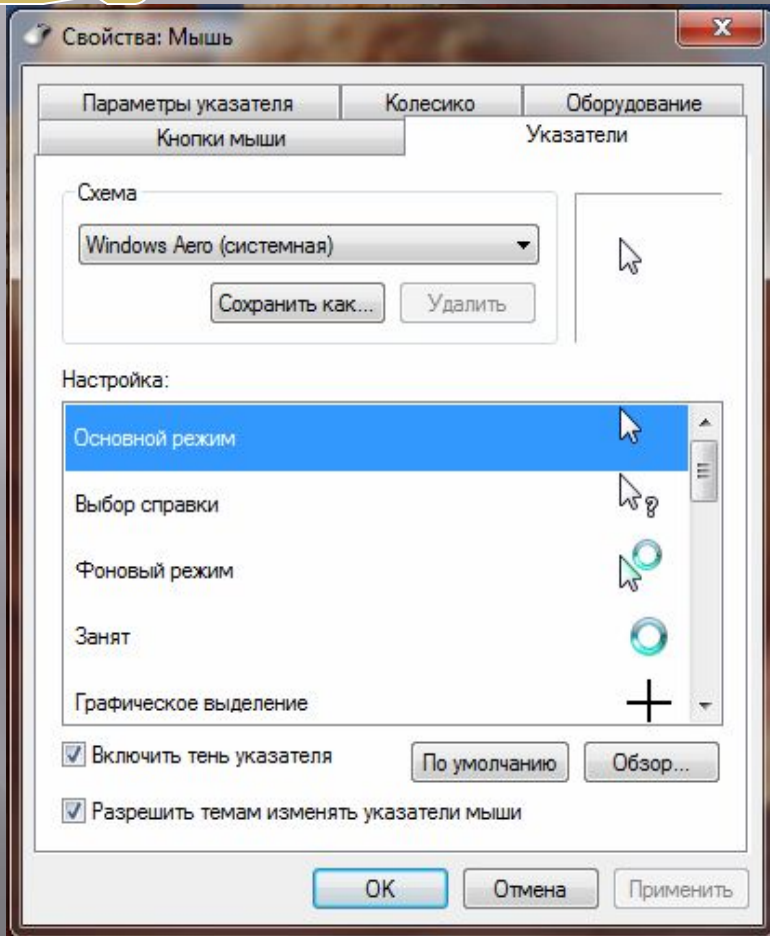 Свойства: Мышь
Параметры указателя Колесико Оборудование
Кнопки мыши Указатели
Схема
Windows Aero (системная)
Сохранить как... Удалить
Настройка:
Основной режим
Выбор справки
Фоновый режим
Занят
Графическое выделение
Включить тень указателя По умолчанию Обзор...
Разрешить темам изменять указатели мыши
OK Отмена Применить